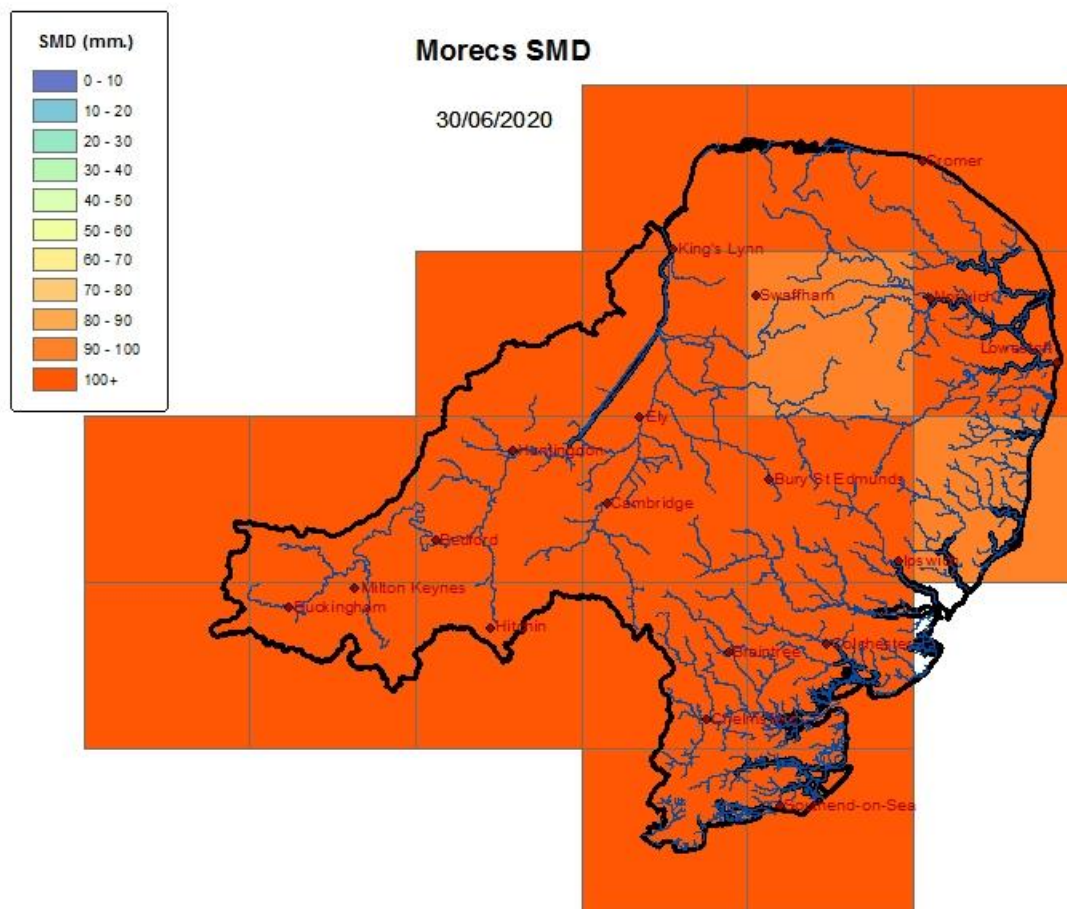 SMD (mm.)
0 - 10
10 - 20
20 - 30
30 - 40
40 - 50
50 - 60
60 - 70
70 - 80
80 - 90
90 - 100
100+
Morecs SMD
30/06/2020
Cromer
King's Lynn
Swaffham
Norwich
Lowestoft
Ely
Huntingdon
Bury St Edmunds
Cambridge
Bedford
Ipswich
Milton Keynes
Buckingham
Hitchin
Colchester
Braintree
Southend-on-Sea